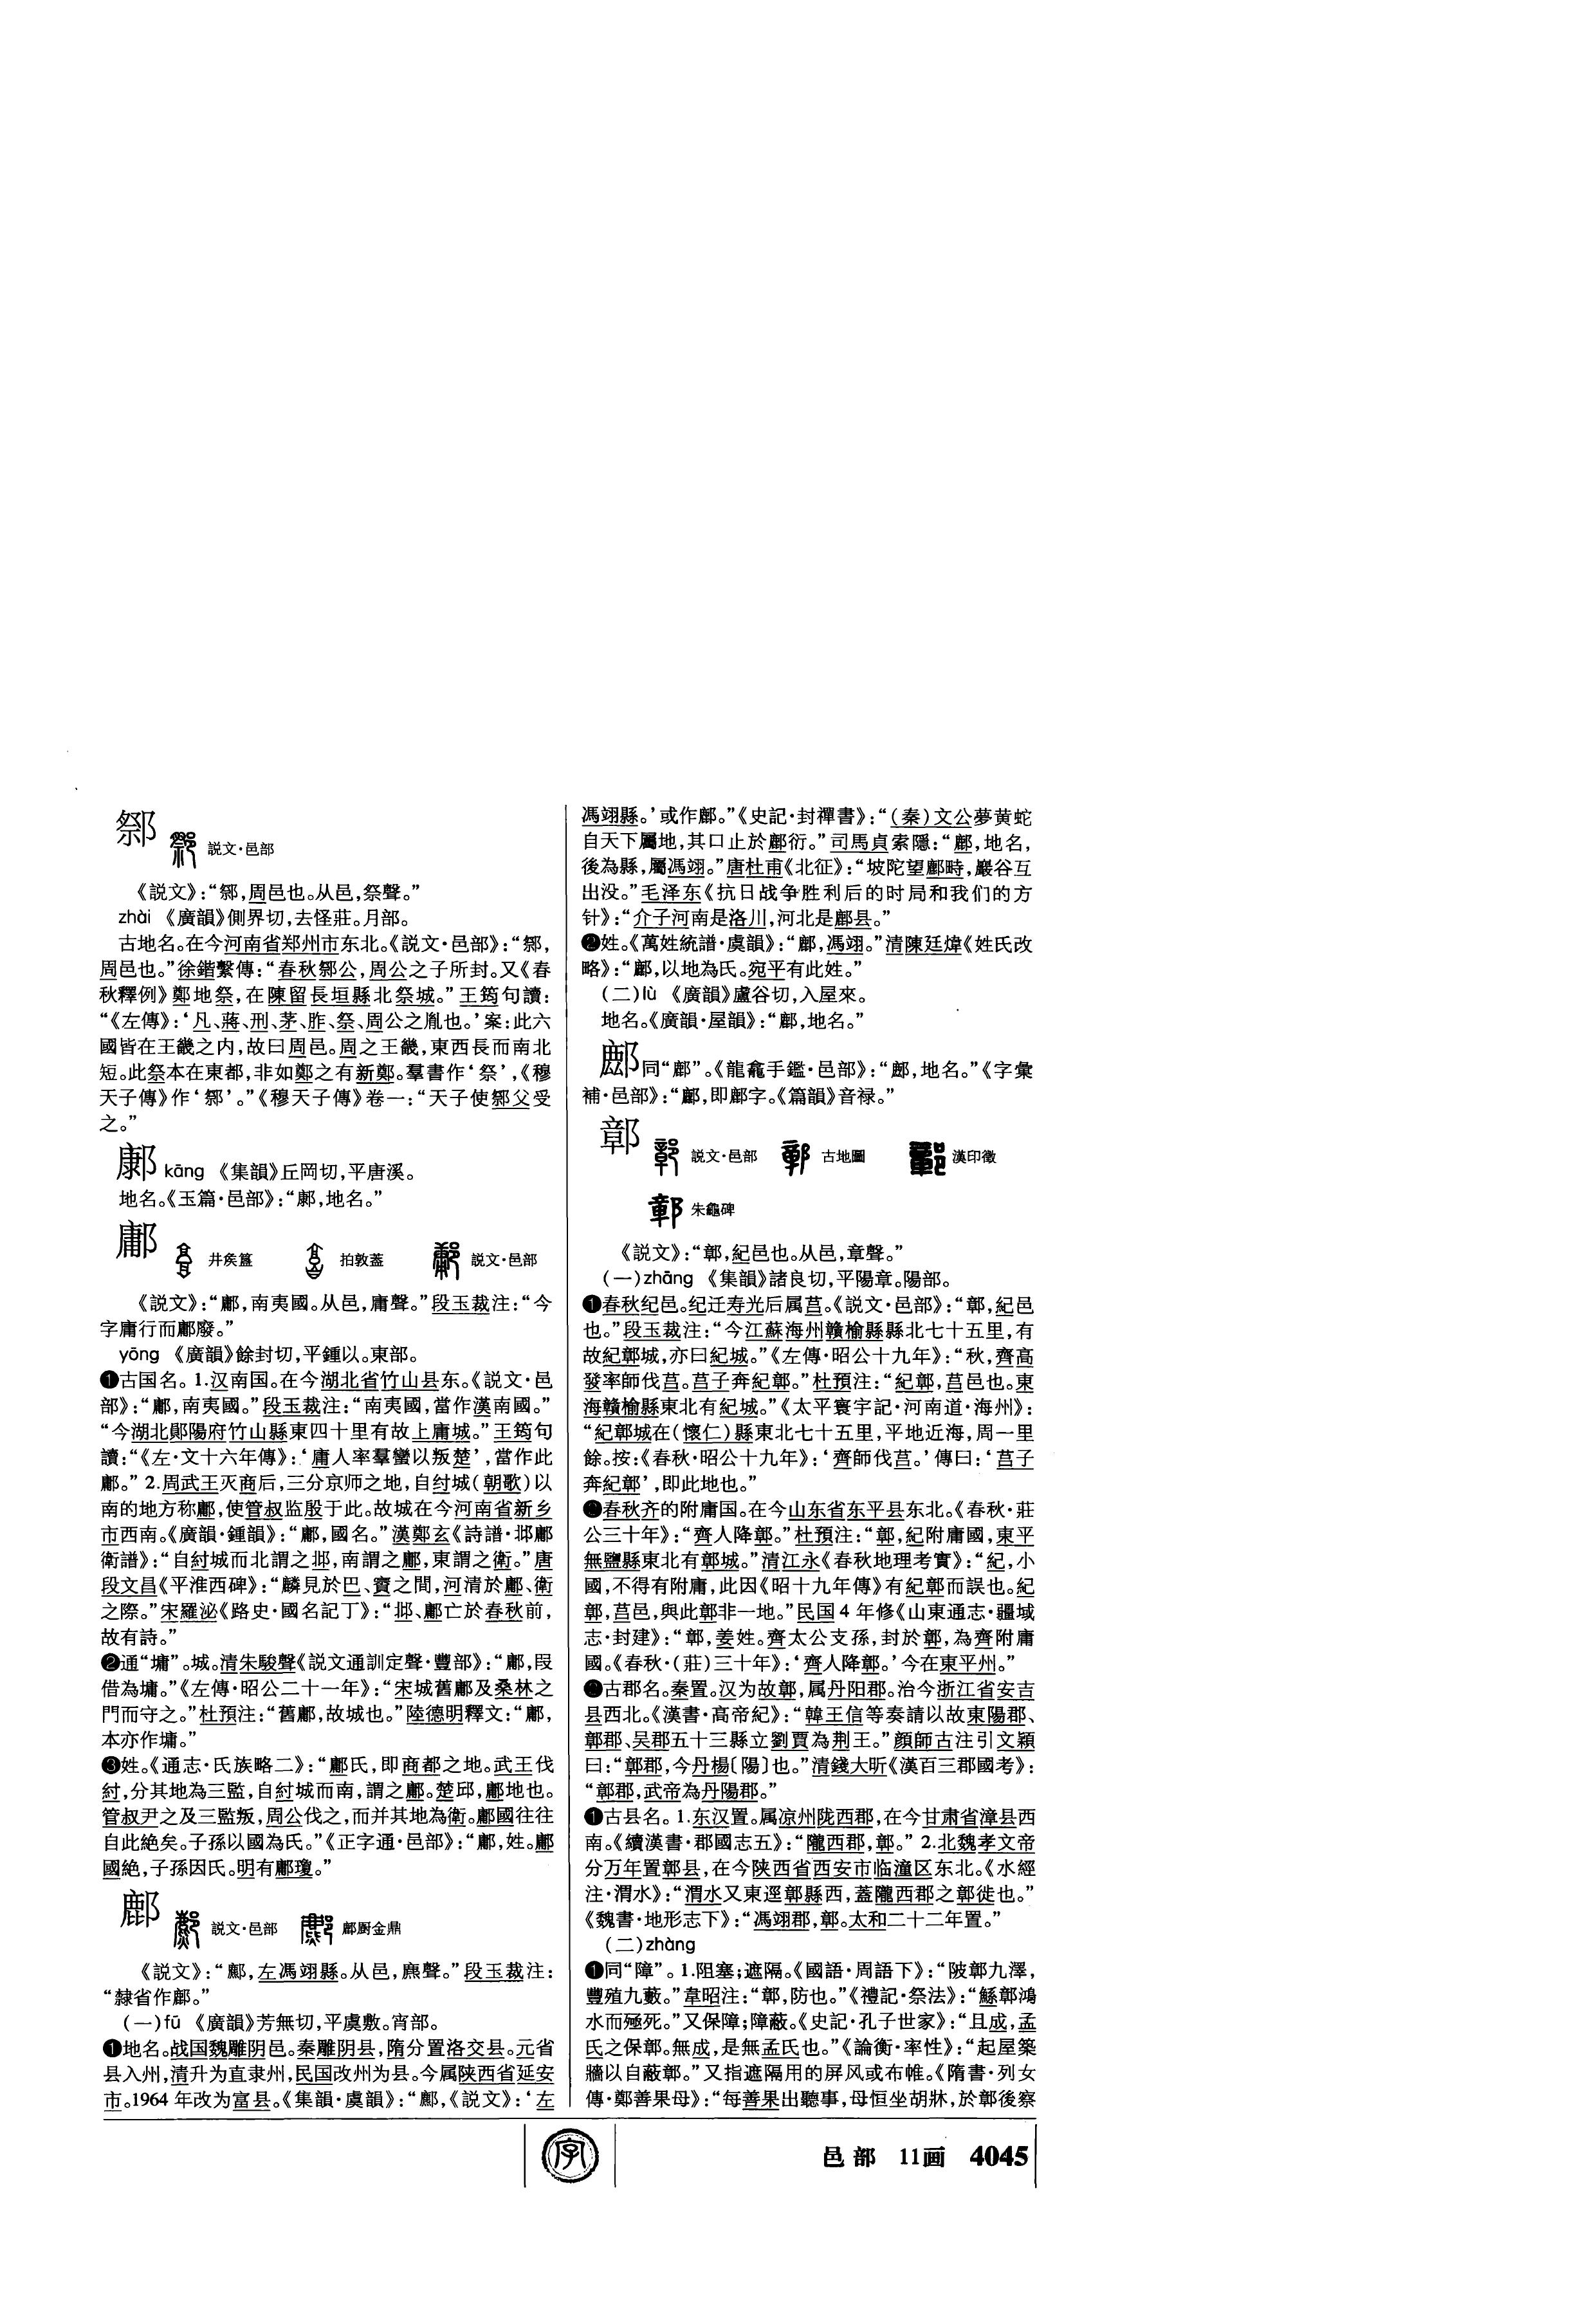 鄒 説文·邑部
《説文》：“鄒，周邑也。从邑，祭聲。”
zhài 《廣韻》側界切，去怪莊。月部。
古地名。在今河南省郑州市东北。《説文·邑部》：“䣝，
周邑也。”徐鍇繫傳：“春秋䣝公，周公之子所封。又《春
秋釋例》鄭地祭，在陳留長垣縣北祭城。”王筠句讀：
“《左傳》：‘凡、蔣、刑、茅、胙、祭、周公之胤也。’案：此六
國皆在王畿之内，故曰周邑。周之王畿，東西長而南北
短。此祭本在東都，非如鄭之有新鄭。羣書作‘祭’，《穆
天子傳》作‘䣝’。”《穆天子傳》卷一：“天子使䣝父受
之。”
鄺 kāng 《集韻》丘岡切，平唐溪。
地名。《玉篇·邑部》：“𨝎，地名。”
鄘 井矦簋 拍敦蓋 説文·邑部
《説文》：“鄘，南夷國。从邑，庸聲。”段玉裁注：“今
字庸行而鄘廢。”
yōng 《廣韻》餘封切，平鍾以。東部。
❶古国名。1.汉南国。在今湖北省竹山县东。《説文·邑
部》：“鄘，南夷國。”段玉裁注：“南夷國，當作漢南國。”
“今湖北鄖陽府竹山縣東四十里有故上庸城。”王筠句
讀：“《左·文十六年傳》：‘庸人率羣蠻以叛楚’，當作此
鄘。”2.周武王灭商后，三分京师之地，自纣城（朝歌）以
南的地方称鄘，使管叔监殷于此。故城在今河南省新乡
市西南。《廣韻·鍾韻》：“鄘，國名。”漢鄭玄《詩譜·邶鄘
衛譜》：“自紂城而北謂之邶，南謂之鄘，東謂之衛。”唐
段文昌《平淮西碑》：“麟見於巴、賨之間，河清於鄘、衛
之際。”宋羅泌《路史·國名記丁》：“邶、鄘亡於春秋前，
故有詩。”
❷通“墉”。城。清朱駿聲《説文通訓定聲·豐部》：“鄘，叚
借為墉。”《左傳·昭公二十一年》：“宋城舊鄘及桑林之
門而守之。”杜預注：“舊鄘，故城也。”陸德明釋文：“鄘，
本亦作墉。”
❸姓。《通志·氏族略二》：“鄘氏，即商都之地。武王伐
紂，分其地為三監，自紂城而南，謂之鄘。楚邱，鄘地也。
管叔尹之及三監叛，周公伐之，而并其地為衛。鄘國往往
自此絶矣。子孫以國為氏。”《正字通·邑部》：“鄘，姓。鄘
國絶，子孫因氏。明有鄘瓊。”
鄜 説文·邑部 鄜厨金鼎
《説文》：“䴡，左馮翊縣。从邑，麃聲。”段玉裁注：
“隸省作鄜。”
（一）fū 《廣韻》芳無切，平虞敷。宵部。
❶地名。战国魏雕阴邑。秦雕阴县，隋分置洛交县。元省
县入州，清升为直隶州，民国改州为县。今属陕西省延安
市。1964年改为富县。《集韻·虞韻》：“鄜，《説文》：‘左
馮翊縣。’或作鄜。”《史記·封禪書》：“（秦）文公夢黄蛇
自天下屬地，其口止於鄜衍。”司馬貞索隱：“鄜，地名，
後為縣，屬馮翊。”唐杜甫《北征》：“坡陀望鄜畤，巖谷互
出没。”毛泽东《抗日战争胜利后的时局和我们的方
针》：“介子河南是洛川，河北是鄜县。”
❷姓。《萬姓統譜·虞韻》：“鄜，馮翊。”清陳廷煒《姓氏改
略》：“鄜，以地為氏。宛平有此姓。”
（二）lù 《廣韻》盧谷切，入屋來。
地名。《廣韻·屋韻》：“鄜，地名。”
同“鄜”。《龍龕手鑑·邑部》：“，地名。”《字彙
補·邑部》：“，即鄜字。《篇韻》音禄。”
鄣 説文·邑部 古地圖 漢印徵
朱龜碑
《説文》：“鄣，紀邑也。从邑，章聲。”
（一）zhāng 《集韻》諸良切，平陽章。陽部。
❶春秋纪邑。纪迁寿光后属莒。《説文·邑部》：“鄣，紀邑
也。”段玉裁注：“今江蘇海州贛榆縣縣北七十五里，有
故紀鄣城，亦曰紀城。”《左傳·昭公十九年》：“秋，齊髙
發率師伐莒。莒子奔紀鄣。”杜預注：“紀鄣，莒邑也。東
海贛榆縣東北有紀城。”《太平寰宇記·河南道·海州》：
“紀鄣城在（懷仁）縣東北七十五里，平地近海，周一里
餘。按：《春秋·昭公十九年》：‘齊師伐莒。’傳曰：‘莒子
奔紀鄣’，即此地也。”
❷春秋齐的附庸国。在今山东省东平县东北。《春秋·莊
公三十年》：“齊人降鄣。”杜預注：“鄣，紀附庸國，東平
無鹽縣東北有鄣城。”清江永《春秋地理考實》：“紀，小
國，不得有附庸，此因《昭十九年傳》有紀鄣而誤也。紀
鄣，莒邑，與此鄣非一地。”民国4年修《山東通志·疆域
志·封建》：“鄣，姜姓。齊太公支孫，封於鄣，為齊附庸
國。《春秋·（莊）三十年》：‘齊人降鄣。’今在東平州。”
❷古郡名。秦置。汉为故鄣，属丹阳郡。治今浙江省安吉
县西北。《漢書·高帝紀》：“韓王信等奏請以故東陽郡、
鄣郡、吴郡五十三縣立劉賈為荆王。”顔師古注引文穎
曰：“鄣郡，今丹楊〔陽〕也。”清錢大昕《漢百三郡國考》：
“鄣郡，武帝為丹陽郡。”
❶古县名。1.东汉置。属凉州陇西郡，在今甘肃省漳县西
南。《續漢書·郡國志五》：“隴西郡，鄣。”2.北魏孝文帝
分万年置鄣县，在今陕西省西安市临潼区东北。《水經
注·渭水》：“渭水又東逕鄣縣西，蓋隴西郡之鄣徙也。”
《魏書·地形志下》：“馮翊郡，鄣。太和二十二年置。”
（二）zhàng
❶同“障”。1.阻塞；遮隔。《國語·周語下》：“陂鄣九澤，
豐殖九藪。”韋昭注：“鄣，防也。”《禮記·祭法》：“鯀鄣鴻
水而殛死。”又保障；障蔽。《史記·孔子世家》：“且成，孟
氏之保鄣。無成，是無孟氏也。”《論衡·率性》：“起屋築
牆以自蔽鄣。”又指遮隔用的屏风或布帷。《隋書·列女
傳·鄭善果母》：“每善果出聽事，母恒坐胡牀，於鄣後察
字
邑部 11画 4045